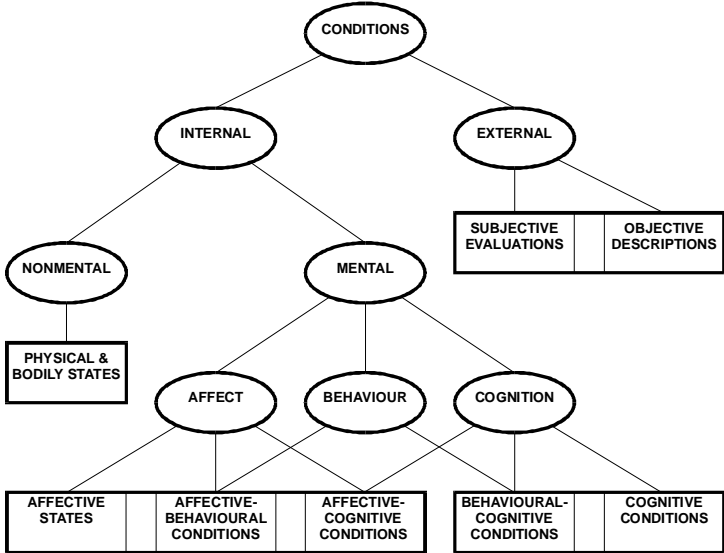 CONDITIONS
INTERNAL
EXTERNAL
SUBJECTIVE
EVALUATIONS
OBJECTIVE
DESCRIPTIONS
NONMENTAL
MENTAL
PHYSICAL &
BODILY STATES
AFFECT
BEHAVIOUR
COGNITION
AFFECTIVE
STATES
AFFECTIVE-
BEHAVIOURAL
CONDITIONS
AFFECTIVE-
COGNITIVE
CONDITIONS
BEHAVIOURAL-
COGNITIVE
CONDITIONS
COGNITIVE
CONDITIONS